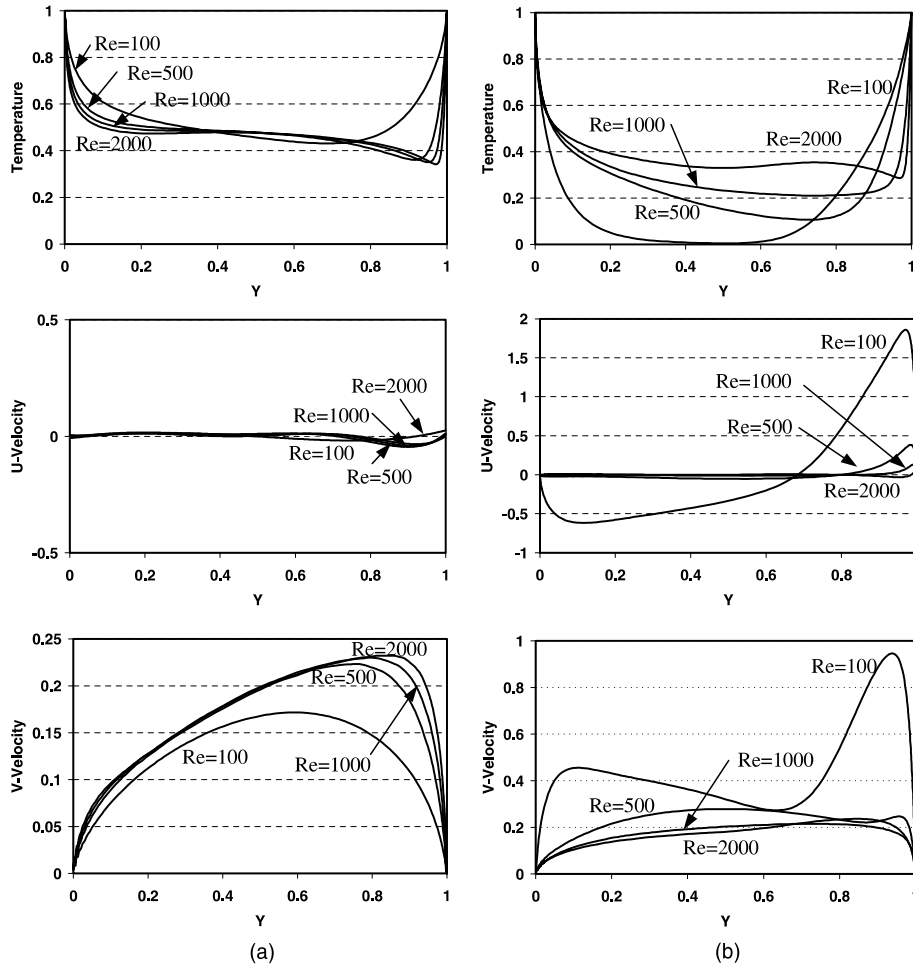 1
0.8
0.6
0.4
0.2
0
Temperature
Re=100
Re=500
Re=1000
Re=2000
0
0.2
0.4
0.6
0.8
1
Y
1
0.8
0.6
0.4
0.2
0
Temperature
Re=100
Re=1000
Re=2000
Re=500
0
0.2
0.4
0.6
0.8
1
Y
0.5
0
-0.5
U-Velocity
Re=2000
Re=1000
Re=100
Re=500
0
0.2
0.4
0.6
0.8
1
Y
2
1.5
1
0.5
0
-0.5
-1
U-Velocity
Re=100
Re=1000
Re=500
Re=2000
0
0.2
0.4
0.6
0.8
1
Y
0.25
0.2
0.15
0.1
0.05
0
V-Velocity
Re=2000
Re=500
Re=100
Re=1000
0
0.2
0.4
0.6
0.8
1
Y
1
0.8
0.6
0.4
0.2
0
V-Velocity
Re=100
Re=1000
Re=500
Re=2000
0
0.2
0.4
0.6
0.8
1
Y
(a)
(b)